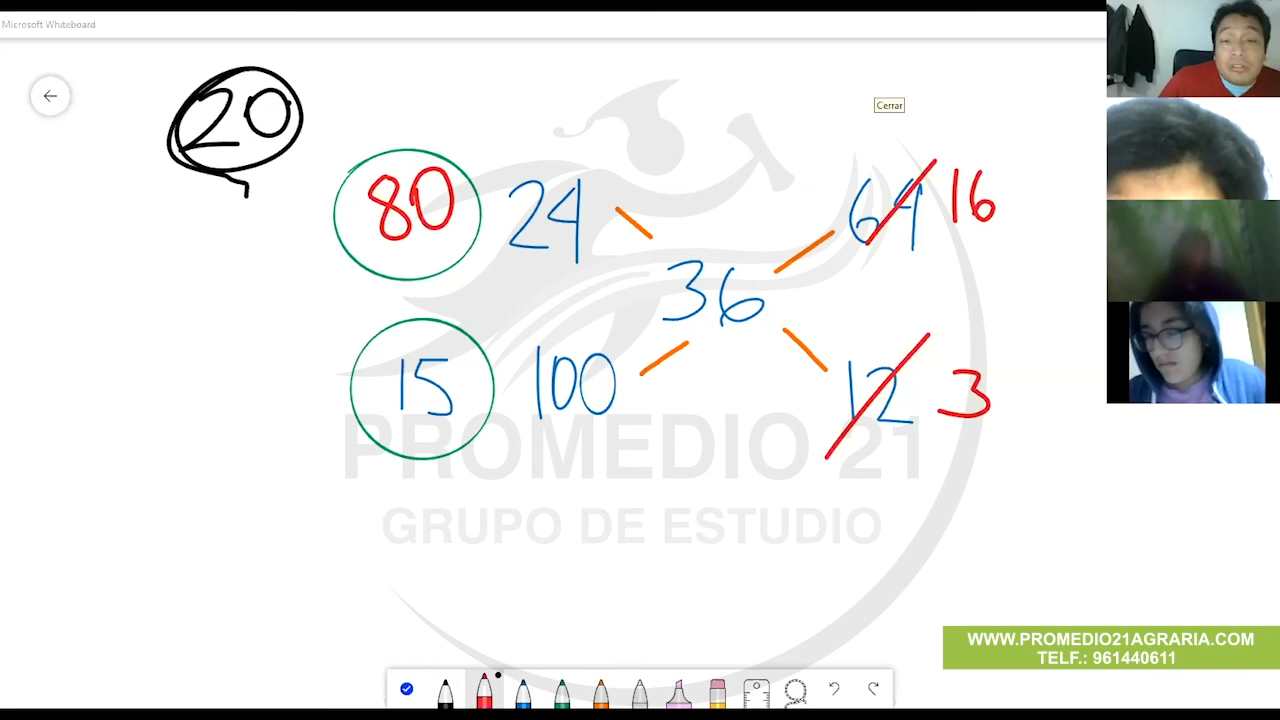 Microsoft Whiteboard
20
Cerrar
80 24 64 16
36
15 100 12 3
PROMEDIO 21
GRUPO DE ESTUDIO
WWW.PROMEDIO21AGRARIA.COM
TELF.: 961440611